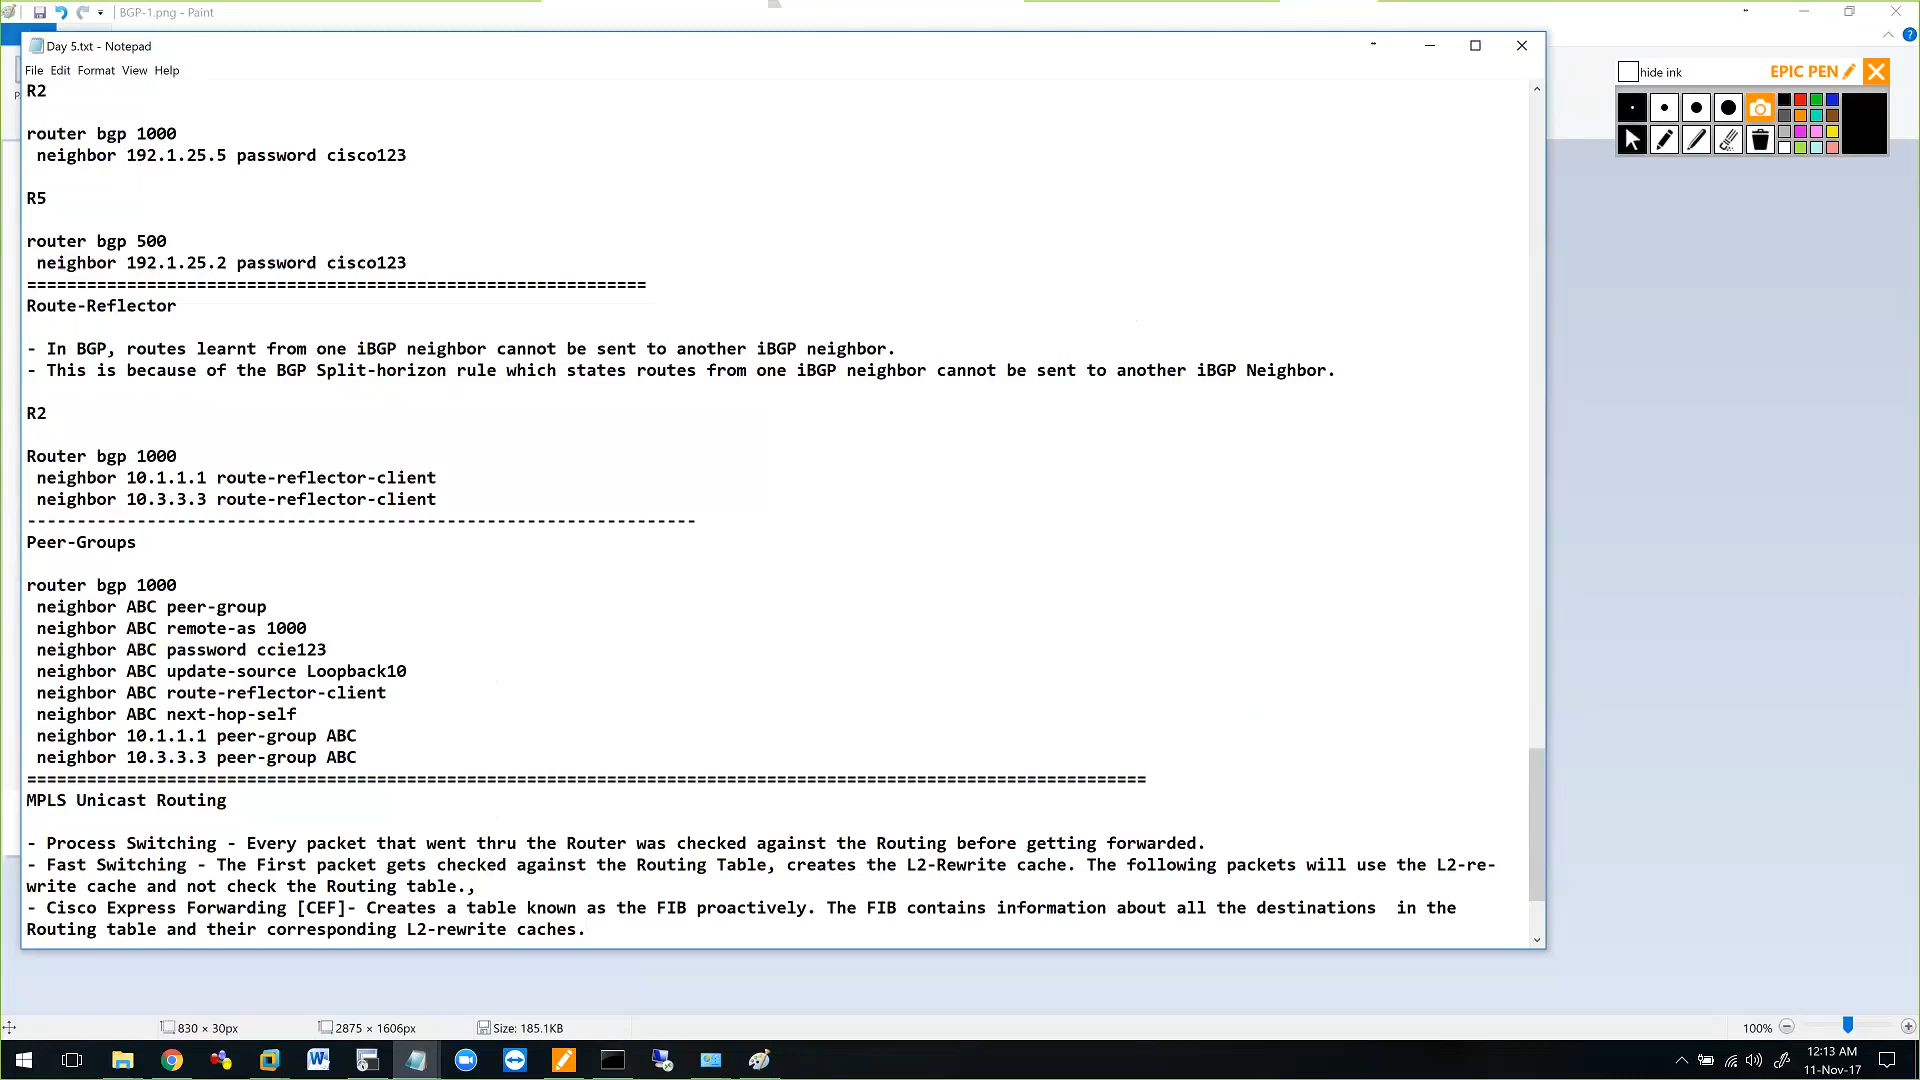 BGP-1.png - Paint
Day 5.txt - Notepad
File Edit Format View Help
hide ink
EPIC PEN
R2
router bgp 1000
neighbor 192.1.25.5 password cisco123
R5
router bgp 500
neighbor 192.1.25.2 password cisco123
==============================================================
Route-Reflector
- In BGP, routes learnt from one iBGP neighbor cannot be sent to another iBGP neighbor.
- This is because of the BGP Split-horizon rule which states routes from one iBGP neighbor cannot be sent to another iBGP Neighbor.
R2
Router bgp 1000
neighbor 10.1.1.1 route-reflector-client
neighbor 10.3.3.3 route-reflector-client
-------------------------------------------------------------------
Peer-Groups
router bgp 1000
neighbor ABC peer-group
neighbor ABC remote-as 1000
neighbor ABC password ccie123
neighbor ABC update-source Loopback10
neighbor ABC route-reflector-client
neighbor ABC next-hop-self
neighbor 10.1.1.1 peer-group ABC
neighbor 10.3.3.3 peer-group ABC
================================================================================================================
MPLS Unicast Routing
- Process Switching - Every packet that went thru the Router was checked against the Routing before getting forwarded.
- Fast Switching - The First packet gets checked against the Routing Table, creates the L2-Rewrite cache. The following packets will use the L2-re-
write cache and not check the Routing table.,
- Cisco Express Forwarding [CEF]- Creates a table known as the FIB proactively. The FIB contains information about all the destinations  in the
Routing table and their corresponding L2-rewrite caches.
830 × 30px
2875 × 1606px
Size: 185.1KB
100%
12:13 AM
11-Nov-17